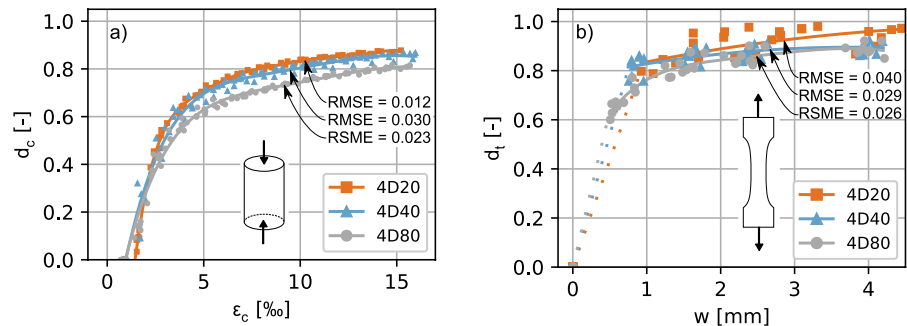 a)
1.0
0.8
0.6
0.4
0.2
0.0
d_c [-]
RMSE = 0.012
RMSE = 0.030
RSME = 0.023
4D20
4D40
4D80
0 5 10 15
ε_c [‰]
b)
1.0
0.8
0.6
0.4
0.2
0.0
d_t [-]
RMSE = 0.040
RMSE = 0.029
RSME = 0.026
4D20
4D40
4D80
0 1 2 3 4
w [mm]